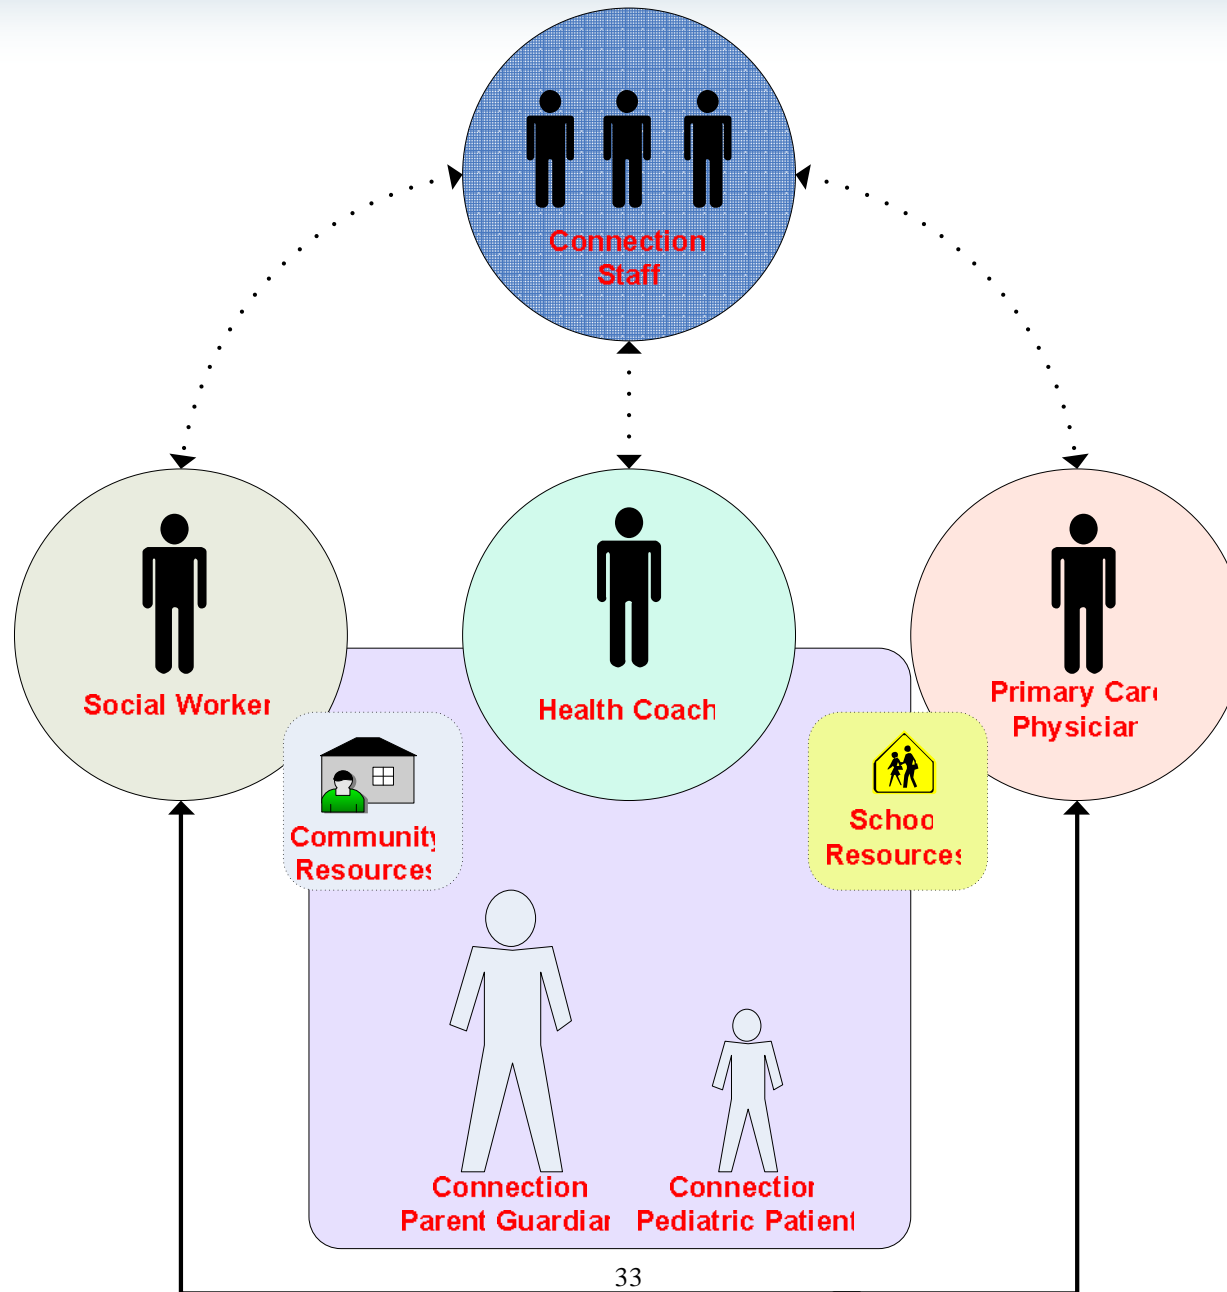 Connection
Staff
Social Worker
Health Coach
Primary Care
Physician
Community
Resources
School
Resources
Connection
Parent Guardian
Connection
Pediatric Patient
33